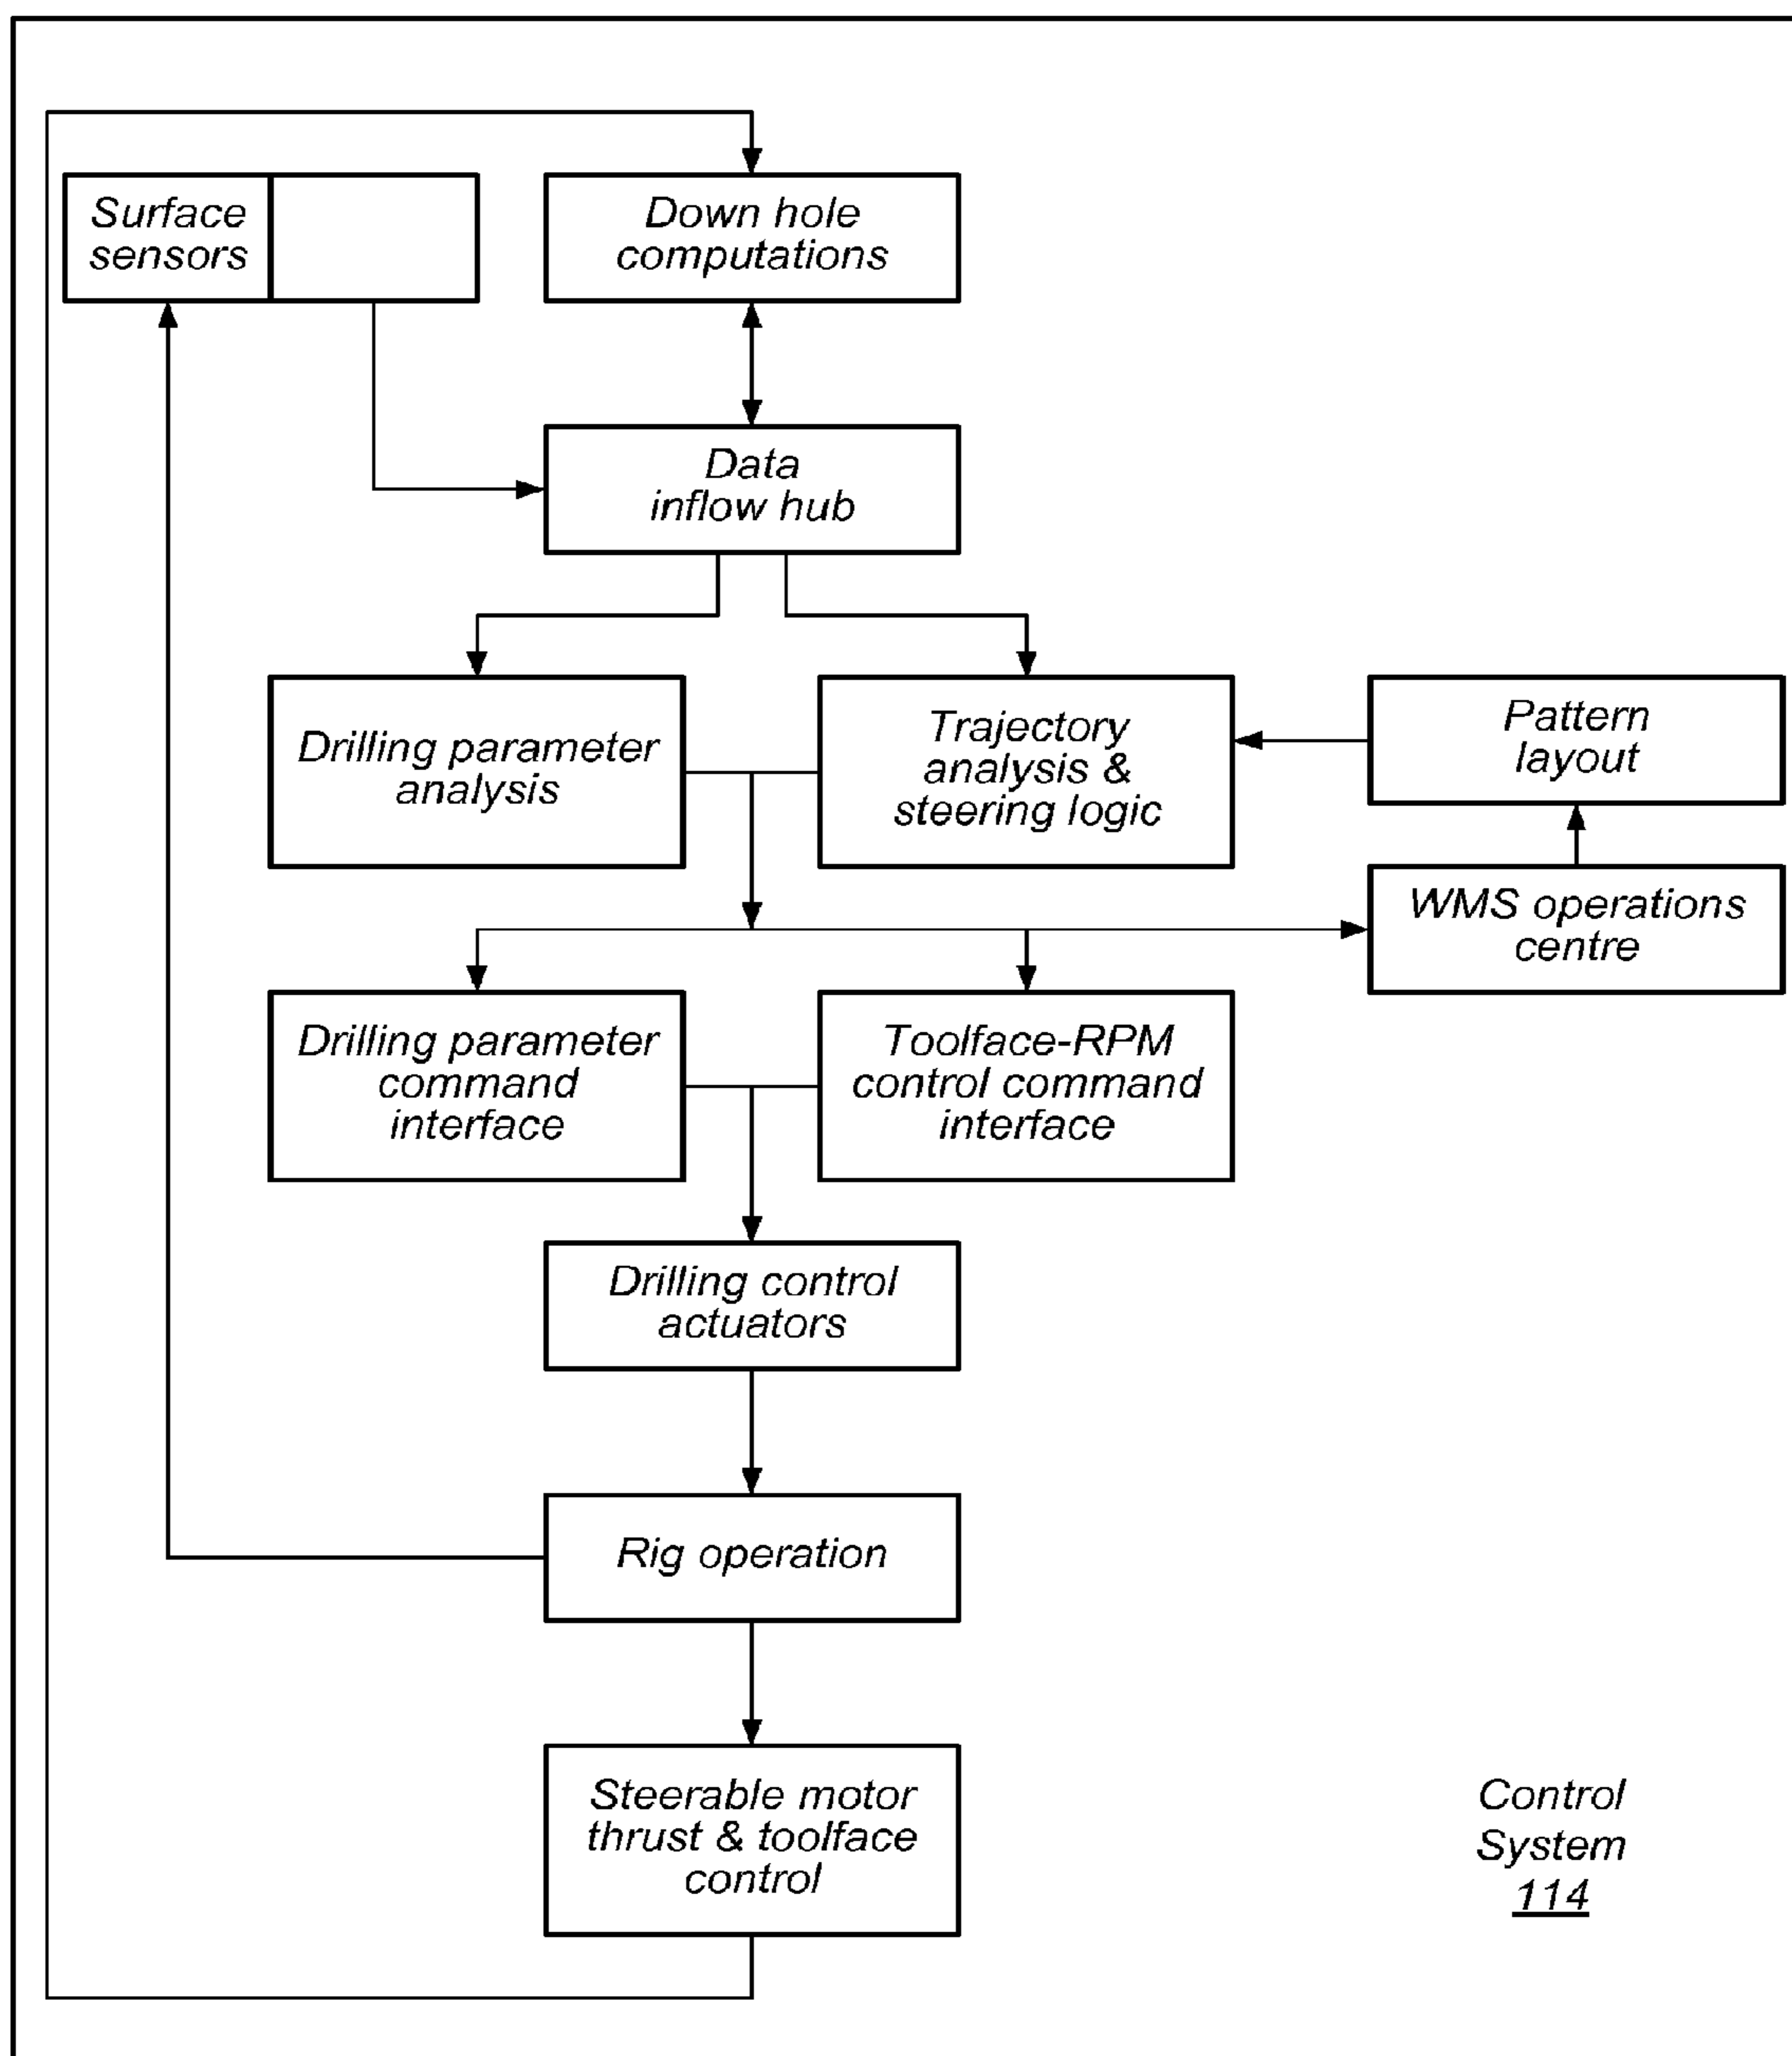 Surface
sensors
Down hole
computations
Data
inflow hub
Drilling parameter
analysis
Trajectory
analysis &
steering logic
Pattern
layout
WMS operations
centre
Drilling parameter
command
interface
Toolface-RPM
control command
interface
Drilling control
actuators
Rig operation
Steerable motor
thrust & toolface
control
Control
System
114